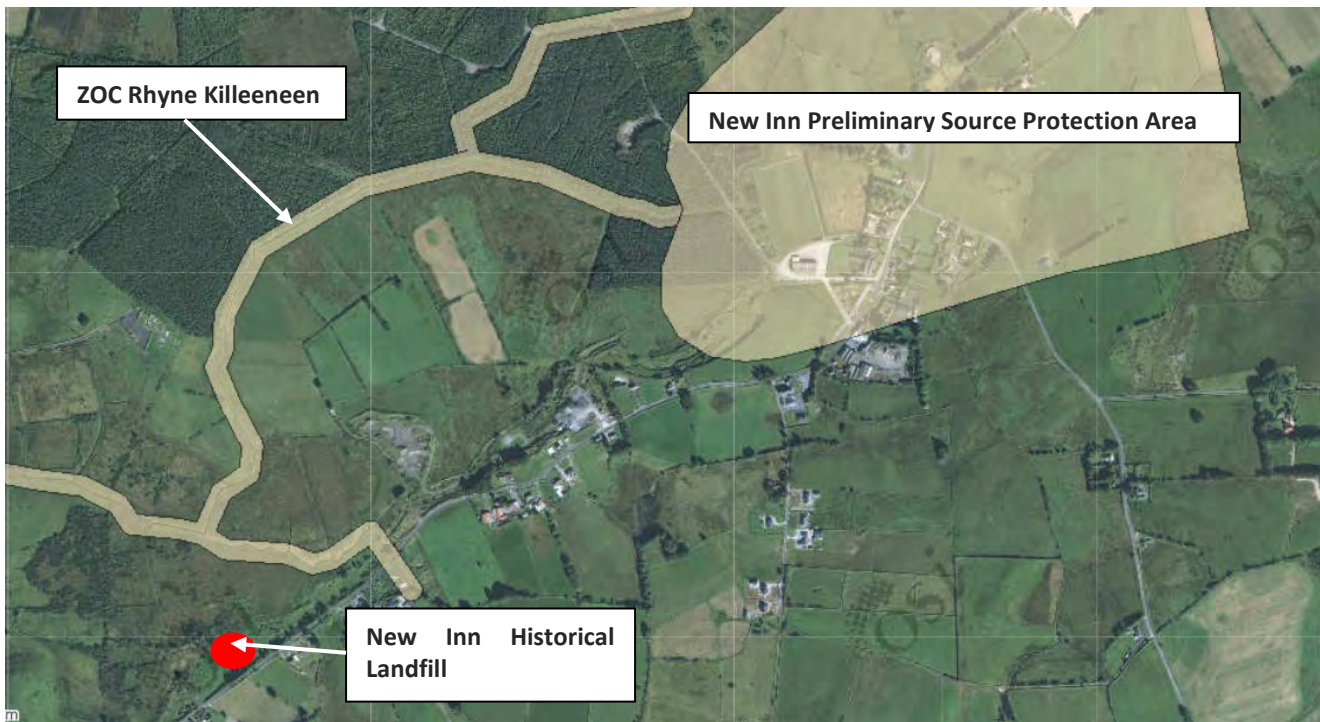 ZOC Rhyne Killeeneen
New Inn Preliminary Source Protection Area
New Inn Historical
Landfill
m